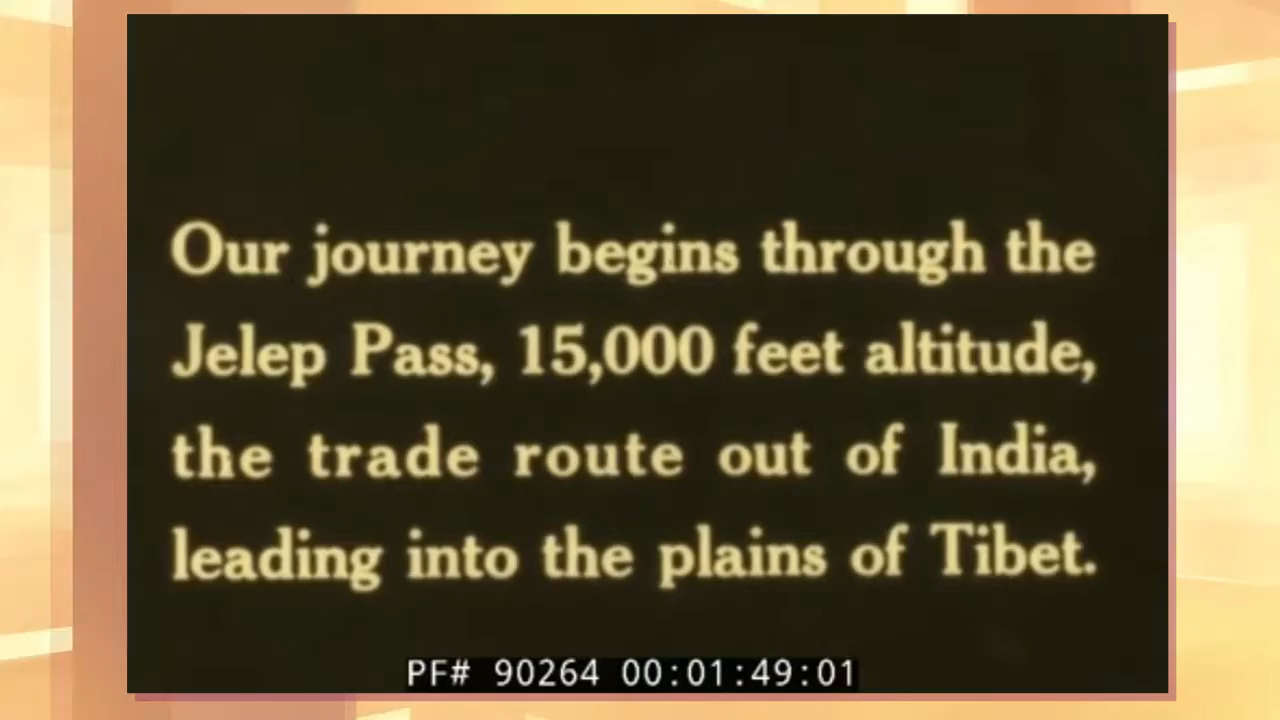 Our journey begins through the
Jelep Pass, 15,000 feet altitude,
the trade route out of India,
leading into the plains of Tibet.
PF# 90264 00:01:49:01